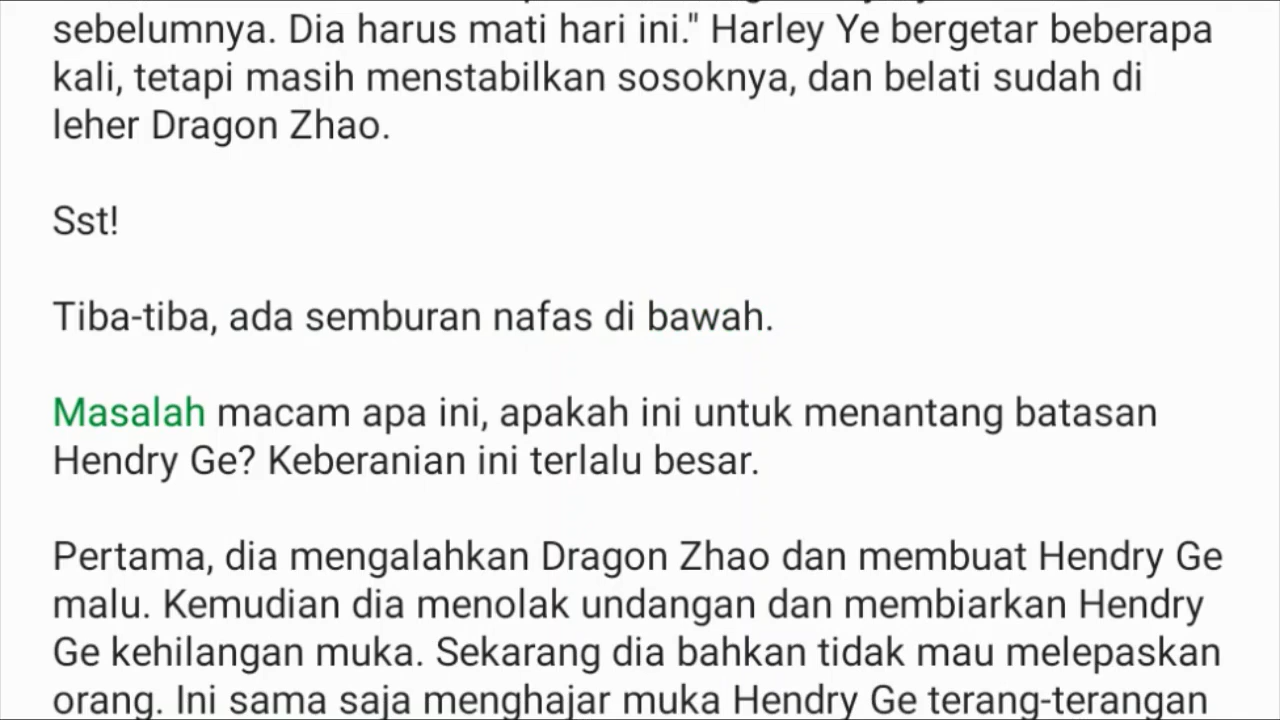 sebelumnya. Dia harus mati hari ini." Harley Ye bergetar beberapa
kali, tetapi masih menstabilkan sosoknya, dan belati sudah di
leher Dragon Zhao.
Sst!
Tiba-tiba, ada semburan nafas di bawah.
Masalah macam apa ini, apakah ini untuk menantang batasan
Hendry Ge? Keberanian ini terlalu besar.
Pertama, dia mengalahkan Dragon Zhao dan membuat Hendry Ge
malu. Kemudian dia menolak undangan dan membiarkan Hendry
Ge kehilangan muka. Sekarang dia bahkan tidak mau melepaskan
orang. Ini sama saja menghajar muka Hendry Ge terang-terangan